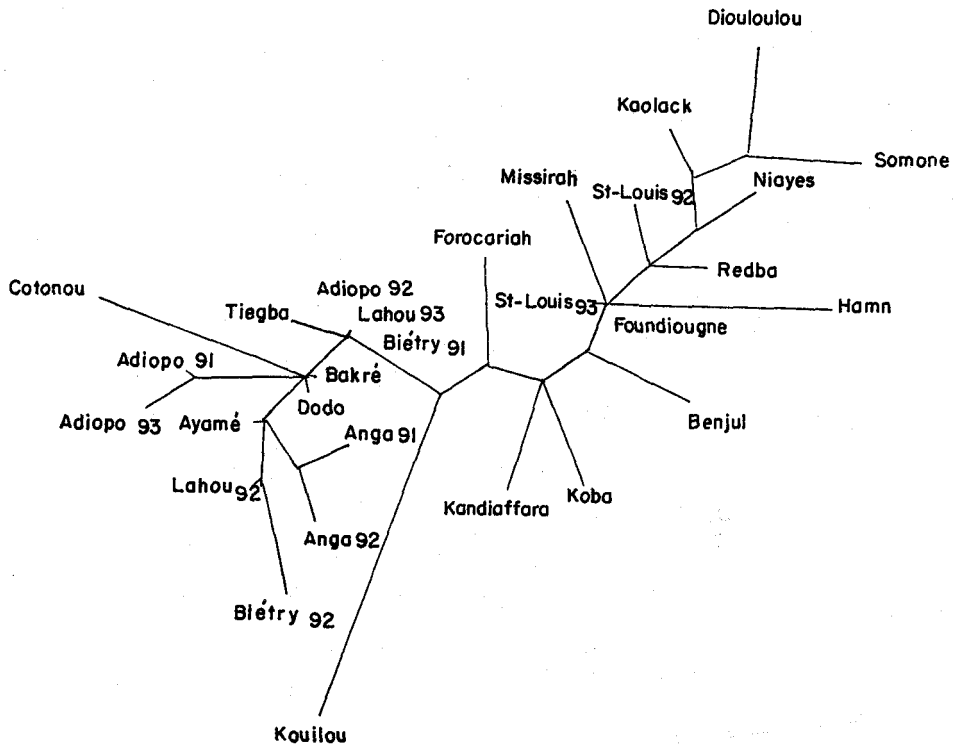 Diouloulou
Kaolack
Somone
Missirah
St-Louis 92
Niayes
Forocariah
Redba
Cotonou
Adiopo 92
Tiegba
Lahou 93
St-Louis 93
Hamn
Foundiougne
Biétry 91
Adiopo 91
Bakré
Dodo
Adiopo 93
Ayamé
Anga 91
Benjul
Lahou 92
Kandiaffara
Koba
Anga 92
Biétry 92
Kouilou